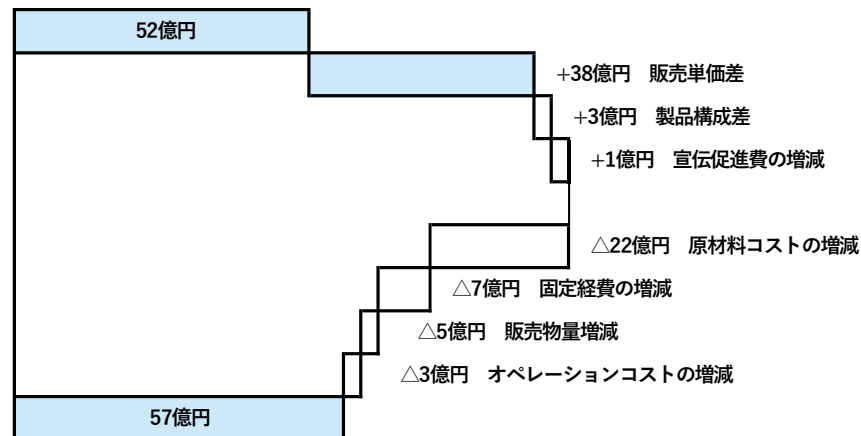 52億円
+38億円　販売単価差
+3億円　製品構成差
+1億円　宣伝促進費の増減
△22億円　原材料コストの増減
△7億円　固定経費の増減
△5億円　販売物量増減
△3億円　オペレーションコストの増減
57億円